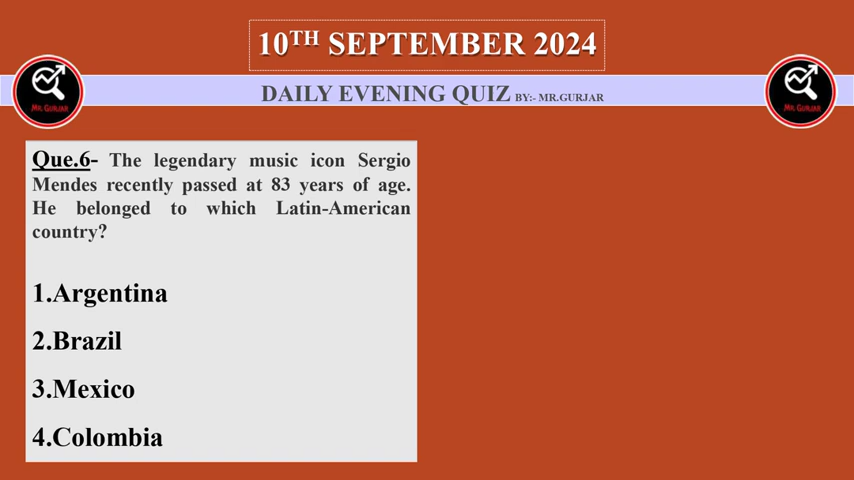 10TH SEPTEMBER 2024
DAILY EVENING QUIZ BY:- MR.GURJAR
MR. GURJAR
MR. GURJAR
Que.6- The legendary music icon Sergio
Mendes recently passed at 83 years of age.
He belonged to which Latin-American
country?
1.Argentina
2.Brazil
3.Mexico
4.Colombia